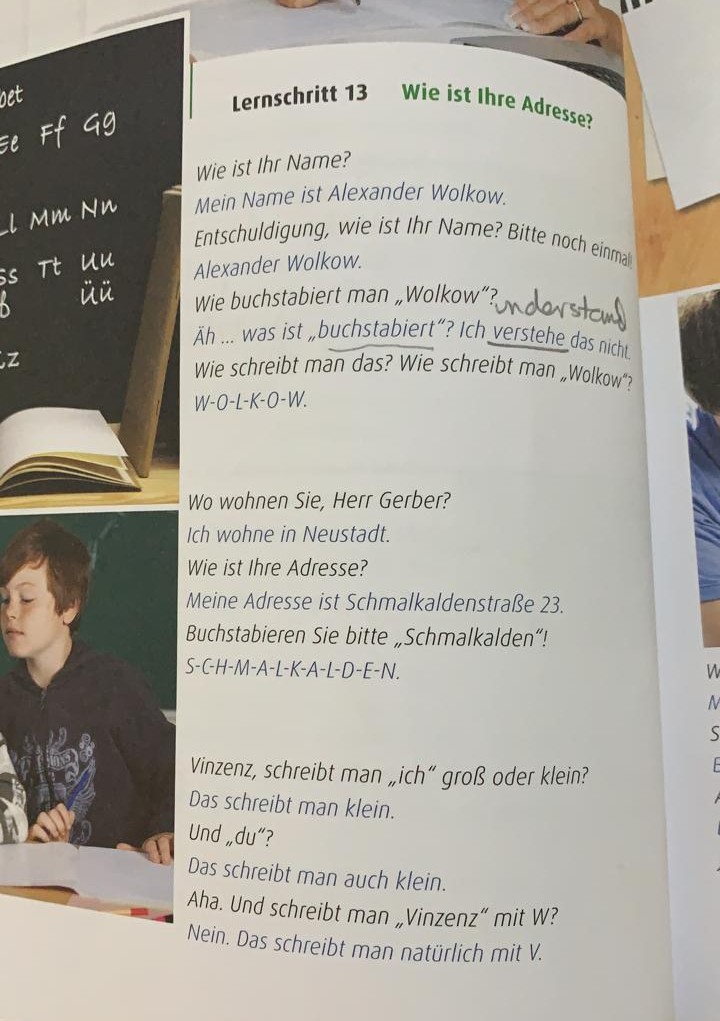 Ee Ff Gg
Mm Nn
Tt Uu
Üü
Lernschritt 13 Wie ist Ihre Adresse?
Wie ist Ihr Name?
Mein Name ist Alexander Wolkow.
Entschuldigung, wie ist Ihr Name? Bitte noch einmal
Alexander Wolkow.
Wie buchstabiert man „Wolkow“?
understand
Äh ... was ist „buchstabiert“? Ich verstehe das nicht.
Wie schreibt man das? Wie schreibt man „Wolkow“?
W-O-L-K-O-W.
Wo wohnen Sie, Herr Gerber?
Ich wohne in Neustadt.
Wie ist Ihre Adresse?
Meine Adresse ist Schmalkaldenstraße 23.
Buchstabieren Sie bitte „Schmalkalden“!
S-C-H-M-A-L-K-A-L-D-E-N.
Vinzenz, schreibt man „ich“ groß oder klein?
Das schreibt man klein.
Und „du“?
Das schreibt man auch klein.
Aha. Und schreibt man „Vinzenz“ mit W?
Nein. Das schreibt man natürlich mit V.